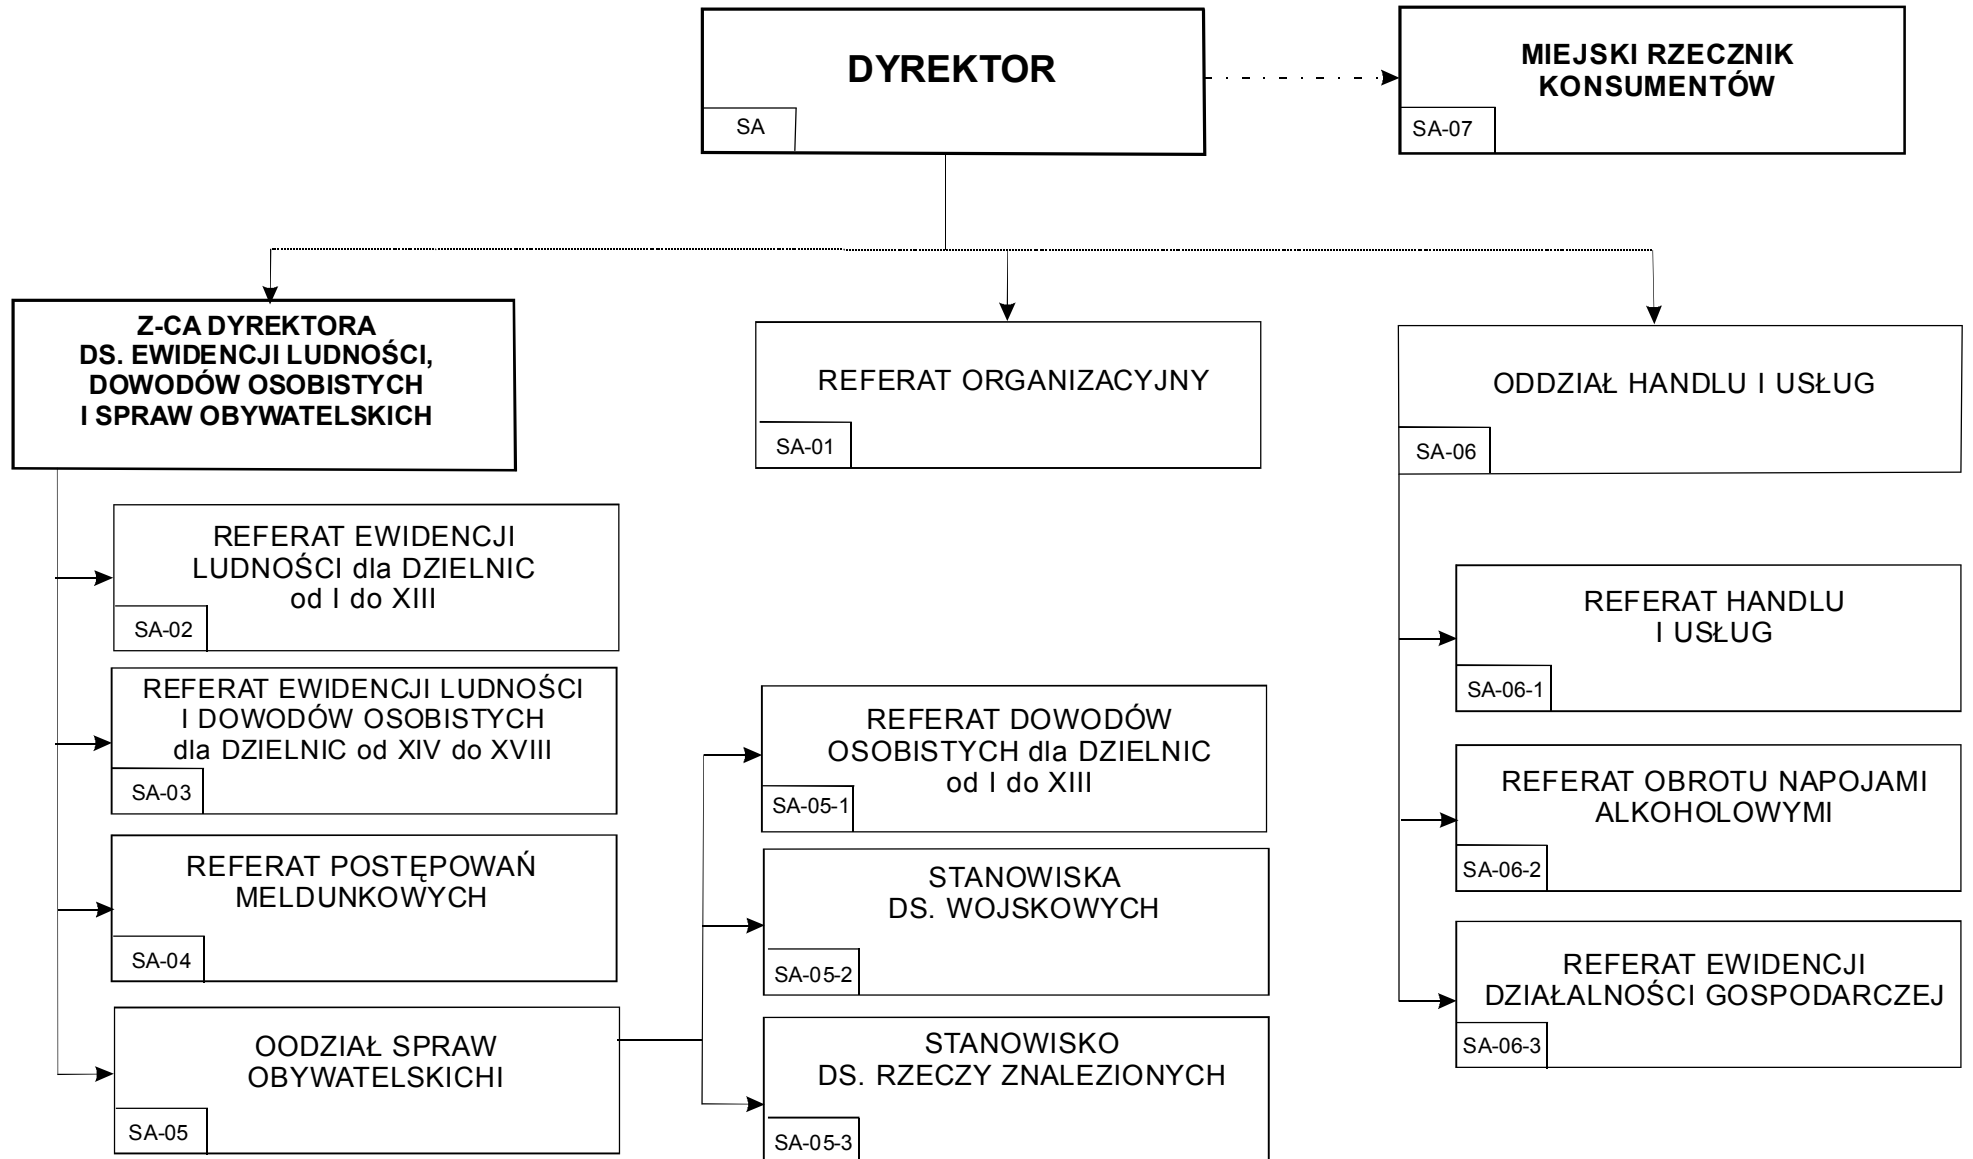 DYREKTOR
SA
MIEJSKI RZECZNIK
KONSUMENTÓW
SA-07
Z-CA DYREKTORA
DS. EWIDENCJI LUDNOŚCI,
DOWODÓW OSOBISTYCH
I SPRAW OBYWATELSKICH
REFERAT ORGANIZACYJNY
SA-01
ODDZIAŁ HANDLU I USŁUG
SA-06
REFERAT EWIDENCJI
LUDNOŚCI dla DZIELNIC
od I do XIII
SA-02
REFERAT EWIDENCJI LUDNOŚCI
I DOWODÓW OSOBISTYCH
dla DZIELNIC od XIV do XVIII
SA-03
REFERAT POSTĘPOWAŃ
MELDUNKOWYCH
SA-04
OODZIAŁ SPRAW
OBYWATELSKICHI
SA-05
REFERAT DOWODÓW
OSOBISTYCH dla DZIELNIC
od I do XIII
SA-05-1
STANOWISKA
DS. WOJSKOWYCH
SA-05-2
STANOWISKO
DS. RZECZY ZNALEZIONYCH
SA-05-3
REFERAT HANDLU
I USŁUG
SA-06-1
REFERAT OBROTU NAPOJAMI
ALKOHOLOWYMI
SA-06-2
REFERAT EWIDENCJI
DZIAŁALNOŚCI GOSPODARCZEJ
SA-06-3